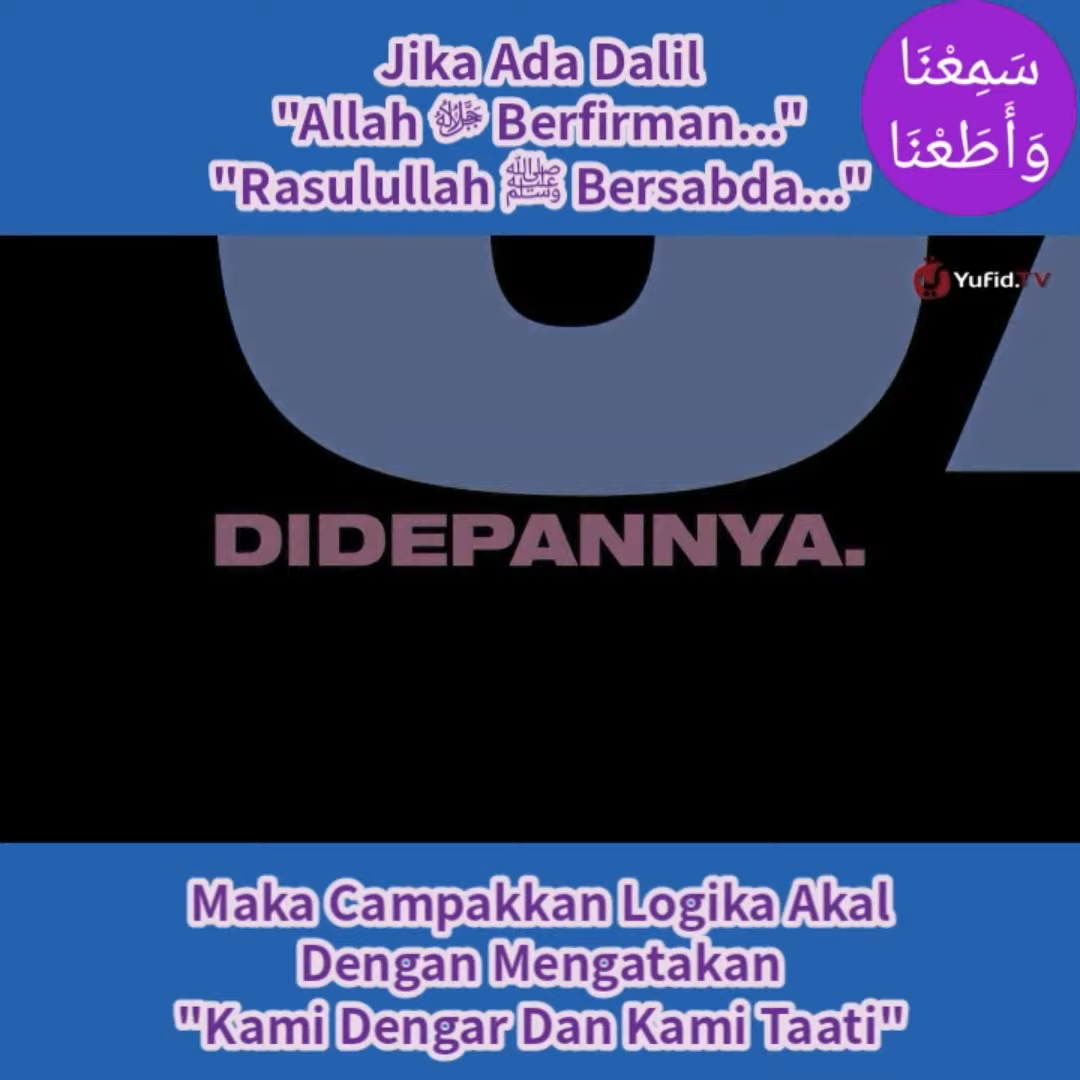 Jika Ada Dalil
"Allah ﷻ Berfirman..."
"Rasulullah ﷺ Bersabda..."
سَمِعْنَا
وَأَطَعْنَا
Yufid.TV
DIDEPANNYA.
Maka Campakkan Logika Akal
Dengan Mengatakan
"Kami Dengar Dan Kami Taati"